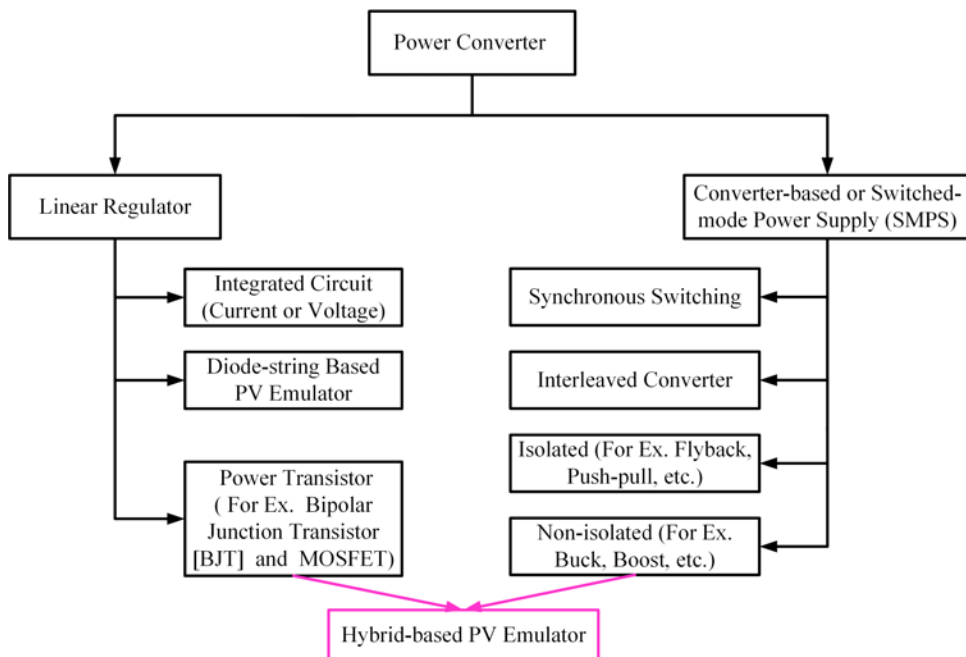 Power Converter
Linear Regulator
Converter-based or Switched-
mode Power Supply (SMPS)
Integrated Circuit
(Current or Voltage)
Diode-string Based
PV Emulator
Power Transistor
( For Ex. Bipolar
Junction Transistor
[BJT] and MOSFET)
Synchronous Switching
Interleaved Converter
Isolated (For Ex. Flyback,
Push-pull, etc.)
Non-isolated (For Ex.
Buck, Boost, etc.)
Hybrid-based PV Emulator